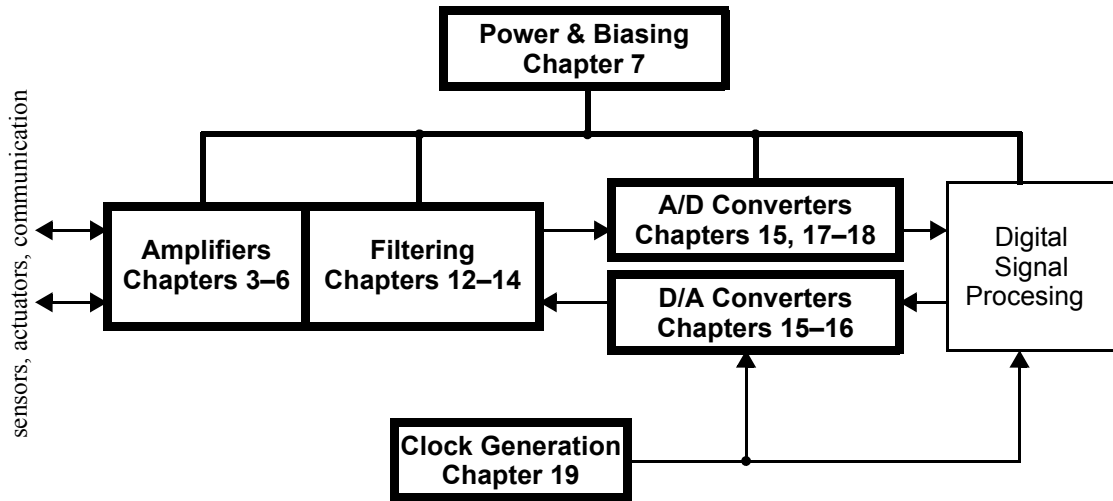 Power & Biasing
Chapter 7
sensors, actuators, communication
Amplifiers
Chapters 3–6
Filtering
Chapters 12–14
A/D Converters
Chapters 15, 17–18
D/A Converters
Chapters 15–16
Digital
Signal
Procesing
Clock Generation
Chapter 19